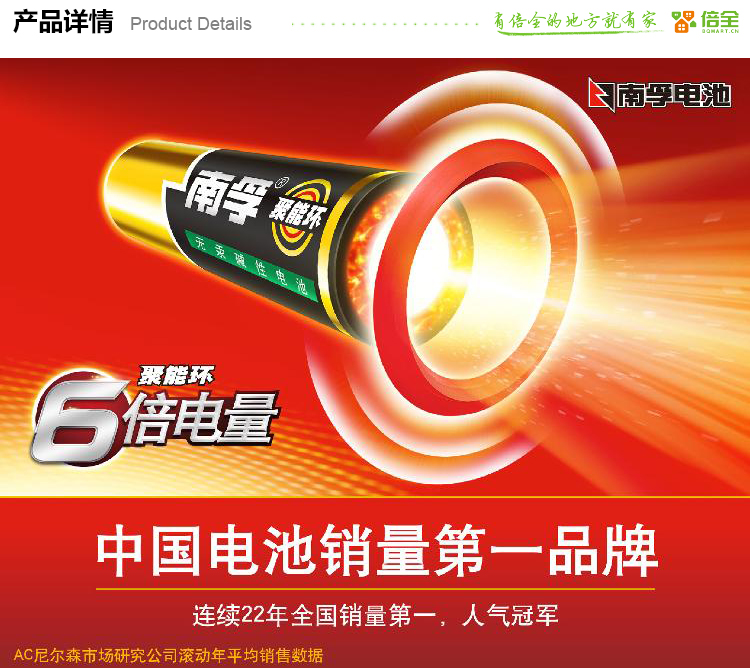 产品详情 Product Details
有倍全的地方就有家 倍全
BQMART.CN
南孚电池
南孚® 聚能环
无汞碱性电池
聚能环
6倍电量
中国电池销量第一品牌
连续22年全国销量第一，人气冠军
AC尼尔森市场研究公司滚动年平均销售数据